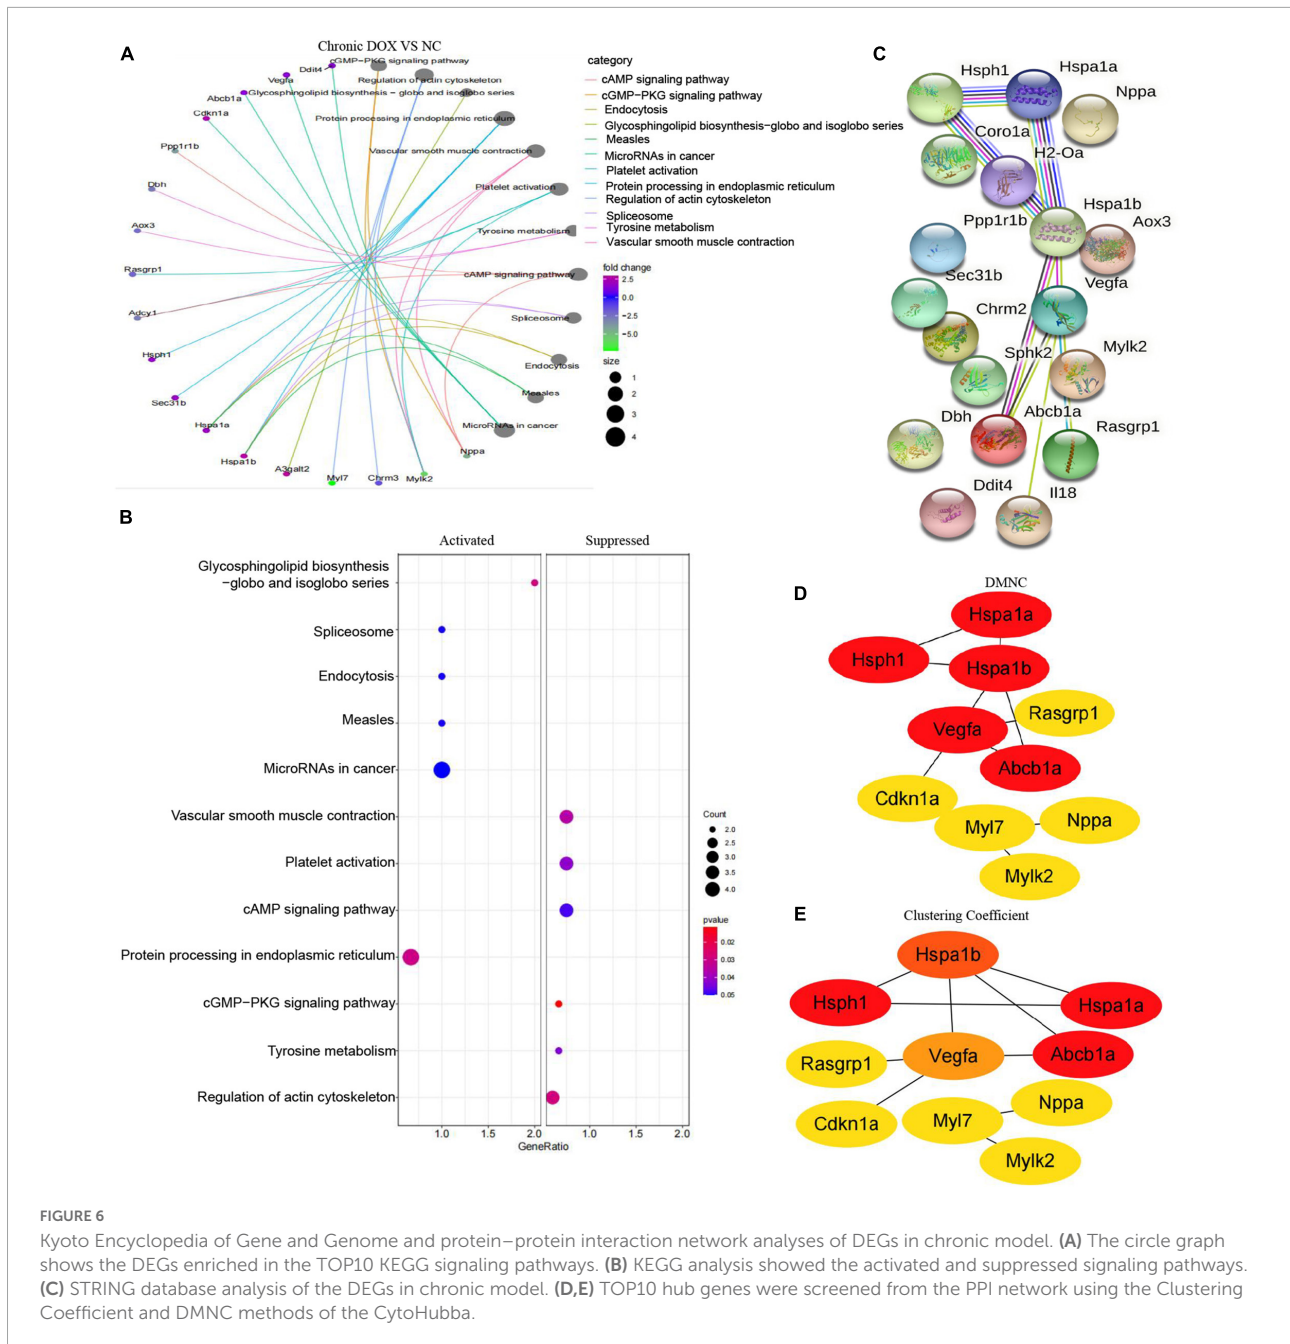 A
Chronic DOX VS NC
cGMP−PKG signaling pathway
Regulation of actin cytoskeleton
Glycosphingolipid biosynthesis − globo and isoglobo series
Protein processing in endoplasmic reticulum
Vascular smooth muscle contraction
Platelet activation
Tyrosine metabolism
cAMP signaling pathway
Spliceosome
Endocytosis
Measles
MicroRNAs in cancer
Nppa
Mylk2
Chrm3
Myl7
A3galt2
Hspa1b
Hspa1a
Sec31b
Hsph1
Adcy1
Rasgrp1
Aox3
Dbh
Ppp1r1b
Cdkn1a
Abcb1a
Vegfa
Ddit4
category
cAMP signaling pathway
cGMP−PKG signaling pathway
Endocytosis
Glycosphingolipid biosynthesis−globo and isoglobo series
Measles
MicroRNAs in cancer
Platelet activation
Protein processing in endoplasmic reticulum
Regulation of actin cytoskeleton
Spliceosome
Tyrosine metabolism
Vascular smooth muscle contraction
fold change
2.5
0.0
−2.5
−5.0
size
1
2
3
4
B
Activated
Suppressed
Glycosphingolipid biosynthesis
−globo and isoglobo series
Spliceosome
Endocytosis
Measles
MicroRNAs in cancer
Vascular smooth muscle contraction
Platelet activation
cAMP signaling pathway
Protein processing in endoplasmic reticulum
cGMP−PKG signaling pathway
Tyrosine metabolism
Regulation of actin cytoskeleton
1.0 1.5 2.0 1.0 1.5 2.0
GeneRatio
Count
2.0
2.5
3.0
3.5
4.0
pvalue
0.02
0.03
0.04
0.05
C
Hsph1
Hspa1a
Nppa
Coro1a
H2-Oa
Hspa1b
Ppp1r1b
Aox3
Sec31b
Vegfa
Chrm2
Sphk2
Mylk2
Dbh
Abcb1a
Rasgrp1
Ddit4
Il18
D
DMNC
Hspa1a
Hsph1
Hspa1b
Rasgrp1
Vegfa
Abcb1a
Cdkn1a
Myl7
Nppa
Mylk2
E
Clustering Coefficient
Hspa1b
Hsph1
Hspa1a
Rasgrp1
Vegfa
Abcb1a
Cdkn1a
Myl7
Nppa
Mylk2
FIGURE 6
Kyoto Encyclopedia of Gene and Genome and protein–protein interaction network analyses of DEGs in chronic model. (A) The circle graph
shows the DEGs enriched in the TOP10 KEGG signaling pathways. (B) KEGG analysis showed the activated and suppressed signaling pathways.
(C) STRING database analysis of the DEGs in chronic model. (D,E) TOP10 hub genes were screened from the PPI network using the Clustering
Coefficient and DMNC methods of the CytoHubba.